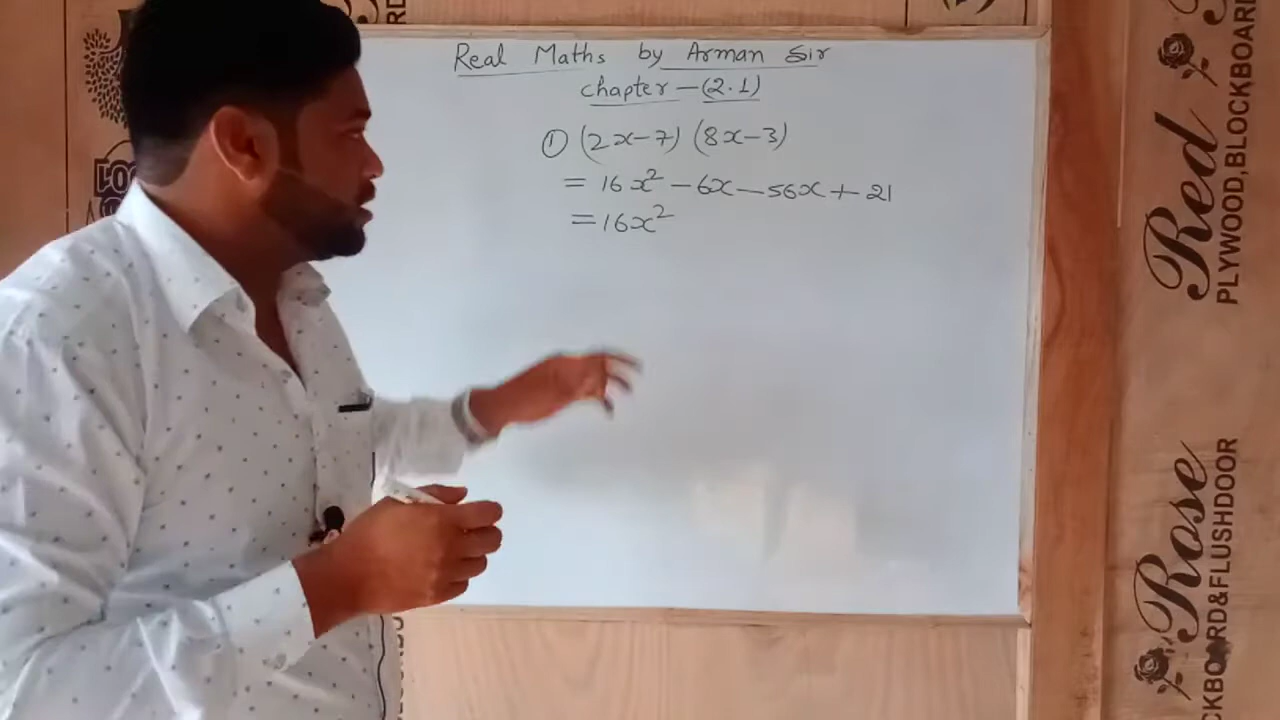 Real Maths by Arman Sir
chapter – (2.1)
① (2x-7) (8x-3)
= 16x² - 6x - 56x + 21
= 16x²
Red
PLYWOOD,BLOCKBOARD
Rose
BOARD&FLUSHDOOR